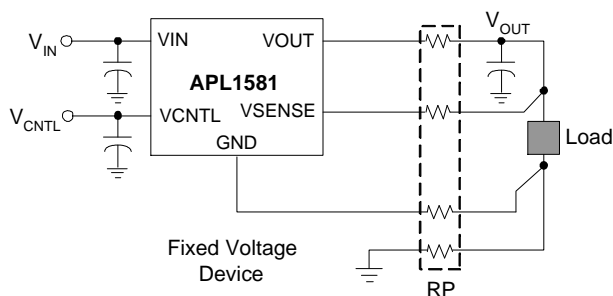 V_IN
VIN
VOUT
V_OUT
APL1581
V_CNTL
VCNTL
VSENSE
GND
Load
Fixed Voltage
Device
RP